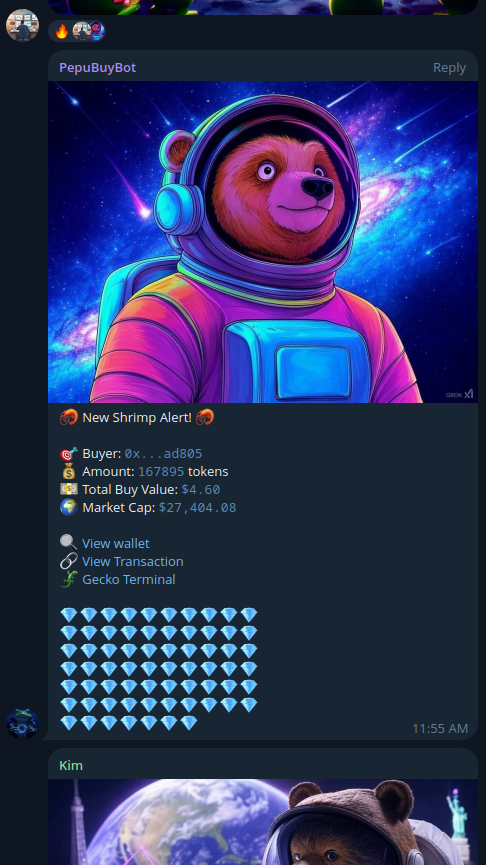 PepuBuyBot
Reply
GROK
🦐 New Shrimp Alert! 🦐
🎯 Buyer: 0x...ad805
💰 Amount: 167895 tokens
💵 Total Buy Value: $4.60
🌍 Market Cap: $27,404.08
🔍 View wallet
🔗 View Transaction
🦎 Gecko Terminal
💎💎💎💎💎💎💎💎💎💎
💎💎💎💎💎💎💎💎💎💎
💎💎💎💎💎💎💎💎💎💎
💎💎💎💎💎💎💎💎💎💎
💎💎💎💎💎💎💎💎💎💎
💎💎💎💎💎💎💎💎💎💎
💎💎💎💎💎💎💎
11:55 AM
Kim